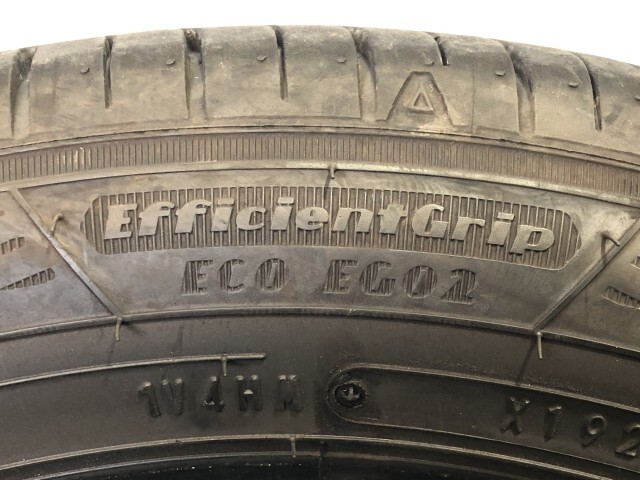 A
EfficientGrip
ECO EG02
1V4HM X192